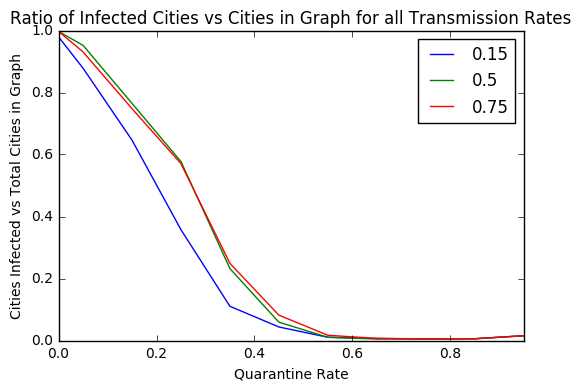 Ratio of Infected Cities vs Cities in Graph for all Transmission Rates
1.0
0.15
0.5
0.75
0.8
0.6
0.4
0.2
0.0
Cities Infected vs Total Cities in Graph
0.0 0.2 0.4 0.6 0.8
Quarantine Rate